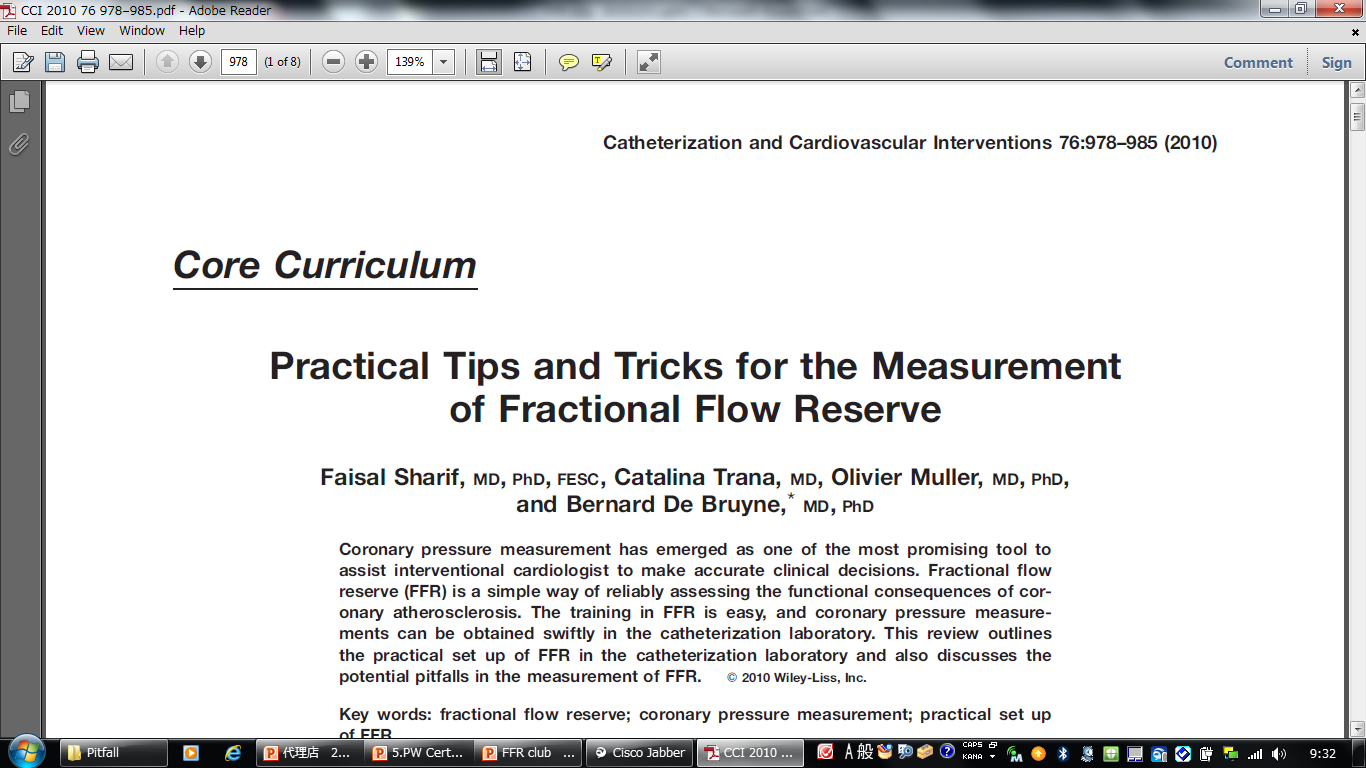 CCI 2010 76 978–985.pdf - Adobe Reader
File Edit View Window Help
978 (1 of 8) 139% Comment Sign
Catheterization and Cardiovascular Interventions 76:978–985 (2010)
Core Curriculum
Practical Tips and Tricks for the Measurement
of Fractional Flow Reserve
Faisal Sharif, MD, PhD, FESC, Catalina Trana, MD, Olivier Muller, MD, PhD,
and Bernard De Bruyne,* MD, PhD
Coronary pressure measurement has emerged as one of the most promising tool to
assist interventional cardiologist to make accurate clinical decisions. Fractional flow
reserve (FFR) is a simple way of reliably assessing the functional consequences of cor-
onary atherosclerosis. The training in FFR is easy, and coronary pressure measure-
ments can be obtained swiftly in the catheterization laboratory. This review outlines
the practical set up of FFR in the catheterization laboratory and also discusses the
potential pitfalls in the measurement of FFR. © 2010 Wiley-Liss, Inc.
Key words: fractional flow reserve; coronary pressure measurement; practical set up
of FFR
Pitfall 代理店 2... 5.PW Cert... FFR club ... Cisco Jabber CCI 2010 ... A 般 CAPS KANA 9:32